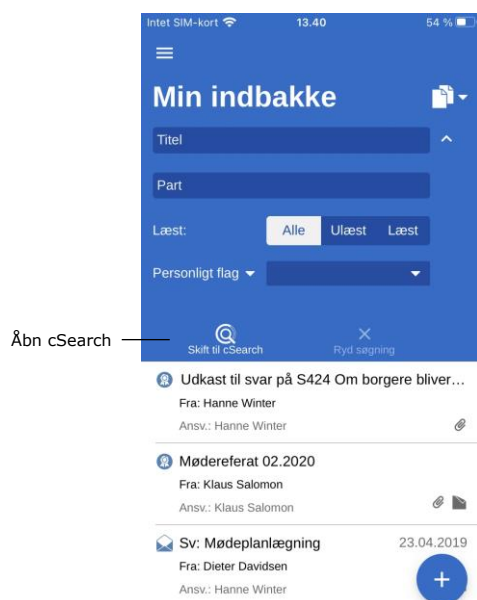 Intet SIM-kort 13.40 54 %
Min indbakke
Titel
Part
Læst: Alle Ulæst Læst
Personligt flag
Åbn cSearch
Skift til cSearch Ryd søgning
Udkast til svar på S424 Om borgere bliver…
Fra: Hanne Winter
Ansv.: Hanne Winter
Mødereferat 02.2020
Fra: Klaus Salomon
Ansv.: Klaus Salomon
Sv: Mødeplanlægning 23.04.2019
Fra: Dieter Davidsen
Ansv.: Hanne Winter